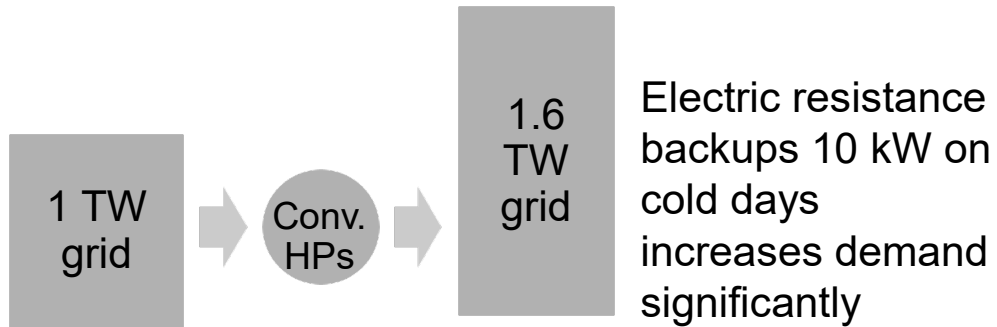 1 TW
grid
Conv.
HPs
1.6
TW
grid
Electric resistance
backups 10 kW on
cold days
increases demand
significantly